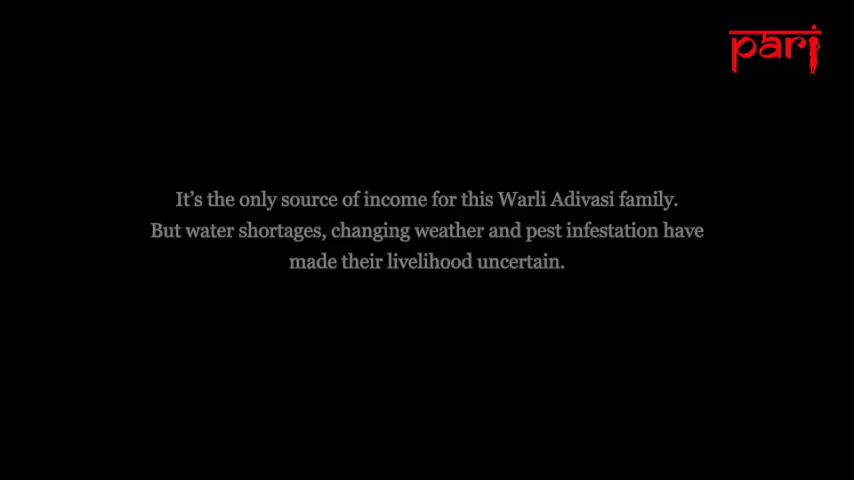 pari
It's the only source of income for this Warli Adivasi family.
But water shortages, changing weather and pest infestation have
made their livelihood uncertain.